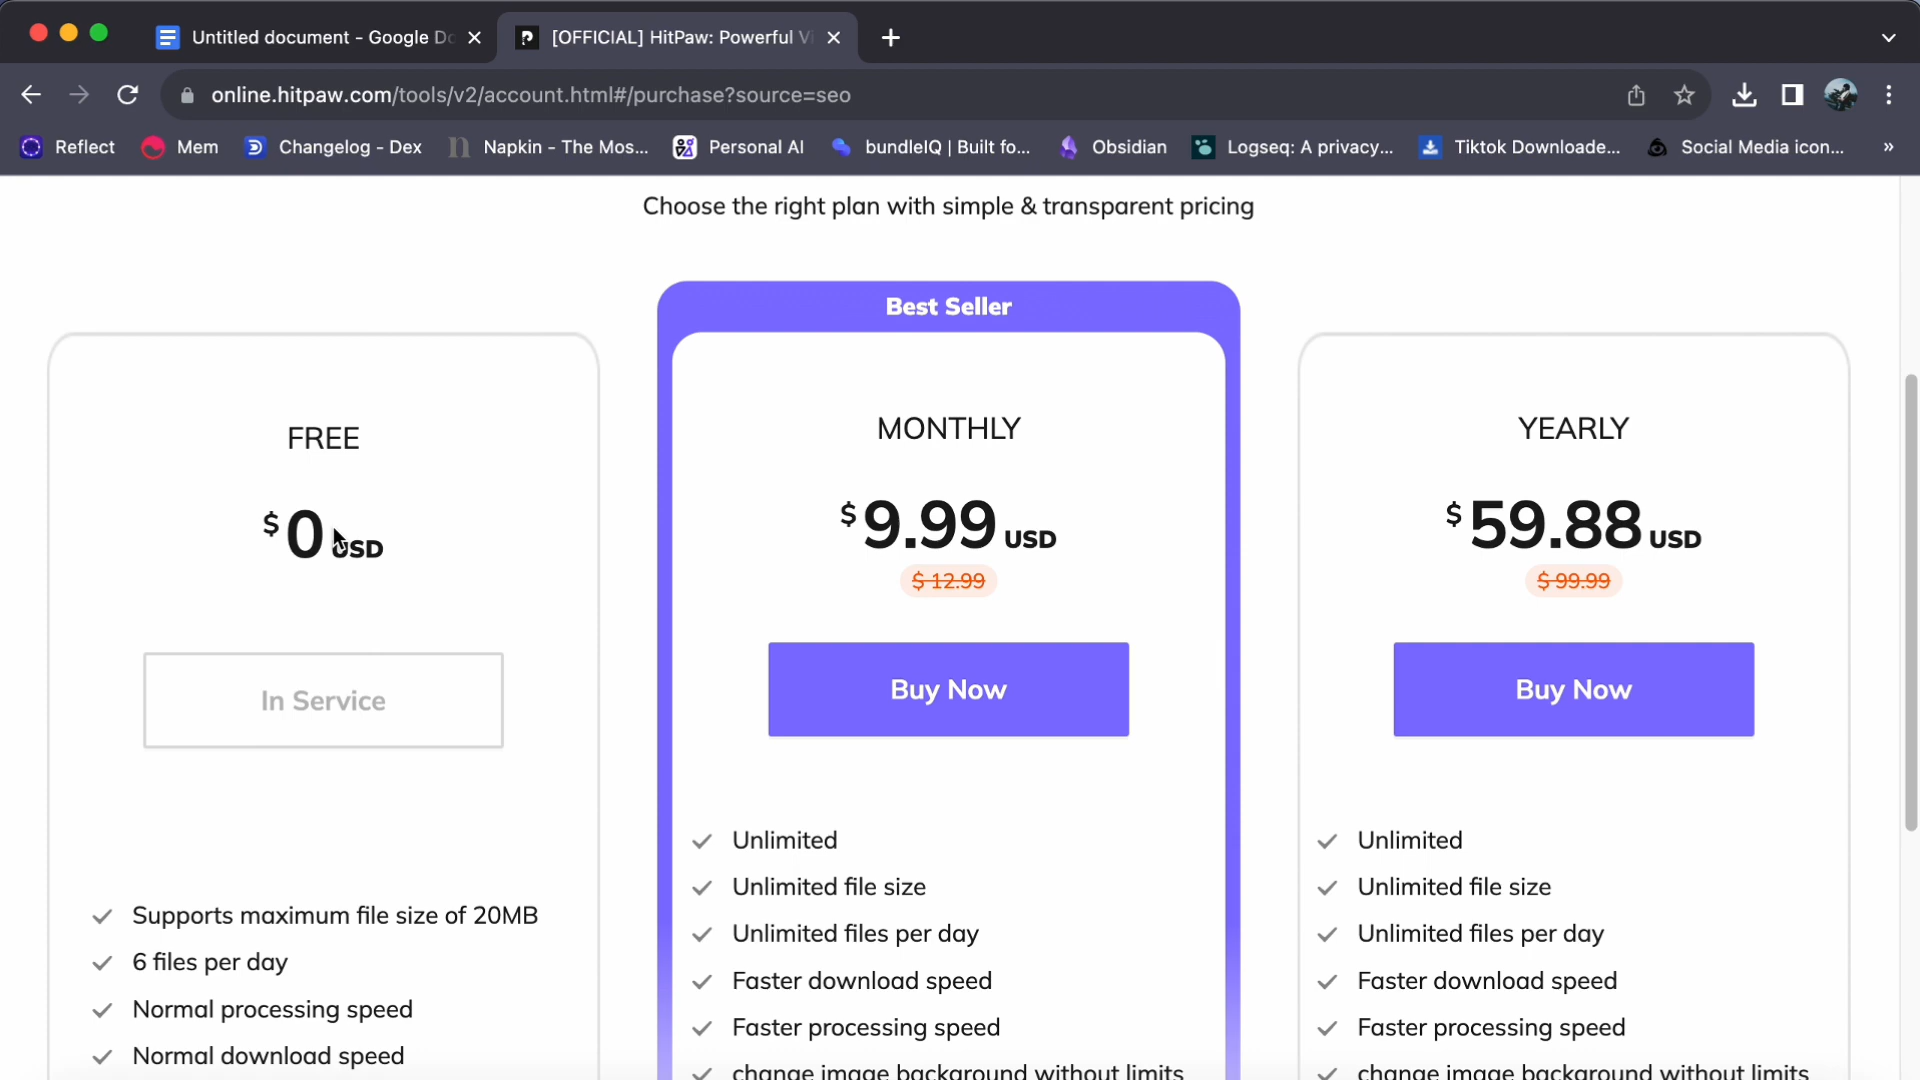 Untitled document - Google Do
[OFFICIAL] HitPaw: Powerful Vi
online.hitpaw.com/tools/v2/account.html#/purchase?source=seo
Reflect
Mem
Changelog - Dex
Napkin - The Mos...
Personal AI
bundleIQ | Built fo...
Obsidian
Logseq: A privacy...
Tiktok Downloade...
Social Media icon...
»
Choose the right plan with simple & transparent pricing
Best Seller
FREE
$ 0 USD
In Service
Supports maximum file size of 20MB
6 files per day
Normal processing speed
Normal download speed
MONTHLY
$ 9.99 USD
$ 12.99
Buy Now
Unlimited
Unlimited file size
Unlimited files per day
Faster download speed
Faster processing speed
change image background without limits
YEARLY
$ 59.88 USD
$ 99.99
Buy Now
Unlimited
Unlimited file size
Unlimited files per day
Faster download speed
Faster processing speed
change image background without limits